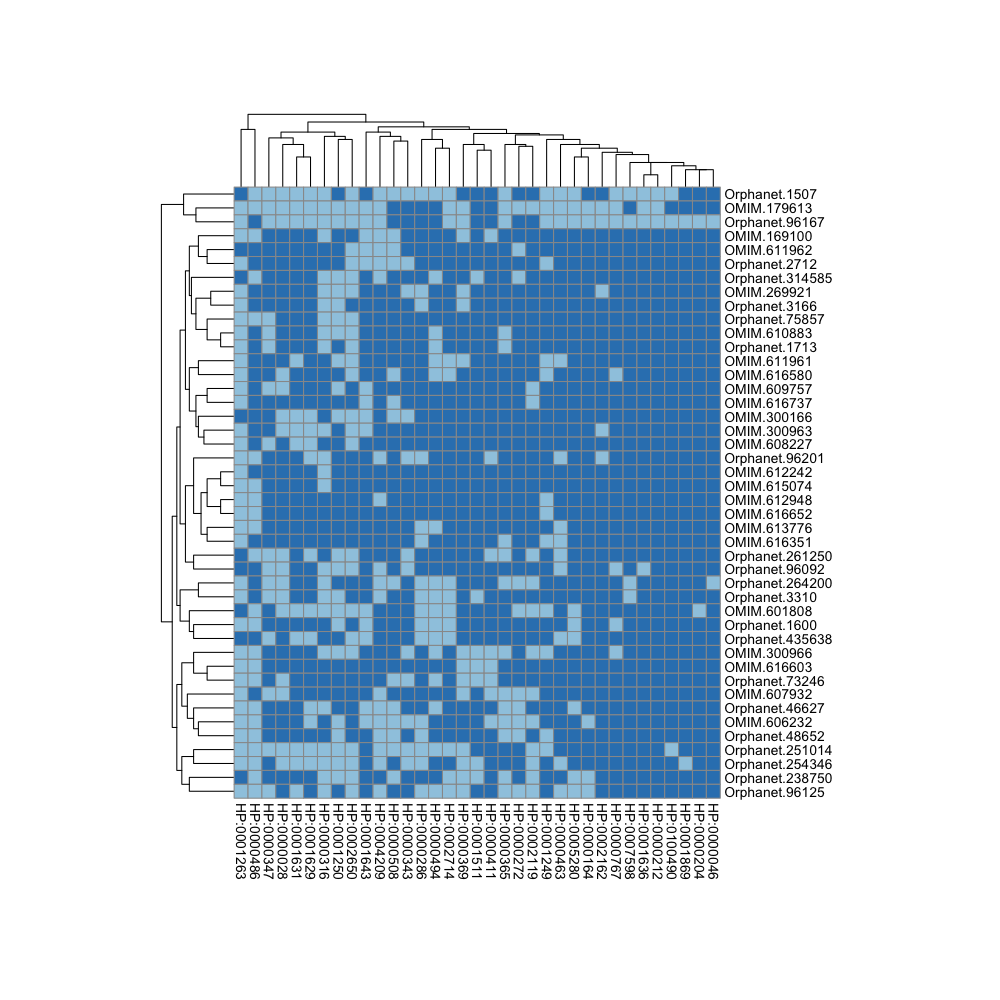 Orphanet.1507
OMIM.179613
Orphanet.96167
OMIM.169100
OMIM.611962
Orphanet.2712
Orphanet.314585
OMIM.269921
Orphanet.3166
Orphanet.75857
OMIM.610883
Orphanet.1713
OMIM.611961
OMIM.616580
OMIM.609757
OMIM.616737
OMIM.300166
OMIM.300963
OMIM.608227
Orphanet.96201
OMIM.612242
OMIM.615074
OMIM.612948
OMIM.616652
OMIM.613776
OMIM.616351
Orphanet.261250
Orphanet.96092
Orphanet.264200
Orphanet.3310
OMIM.601808
Orphanet.1600
Orphanet.435638
OMIM.300966
OMIM.616603
Orphanet.73246
OMIM.607932
Orphanet.46627
OMIM.606232
Orphanet.48652
Orphanet.251014
Orphanet.254346
Orphanet.238750
Orphanet.96125
HP:0001263
HP:0000486
HP:0000347
HP:0000028
HP:0001631
HP:0001629
HP:0000316
HP:0001250
HP:0002650
HP:0001643
HP:0004209
HP:0000508
HP:0000343
HP:0000286
HP:0000494
HP:0002714
HP:0000369
HP:0001511
HP:0000411
HP:0000365
HP:0000272
HP:0002119
HP:0001249
HP:0000463
HP:0005280
HP:0000164
HP:0002162
HP:0000767
HP:0007598
HP:0001636
HP:0000212
HP:0100490
HP:0001869
HP:0000204
HP:0000046